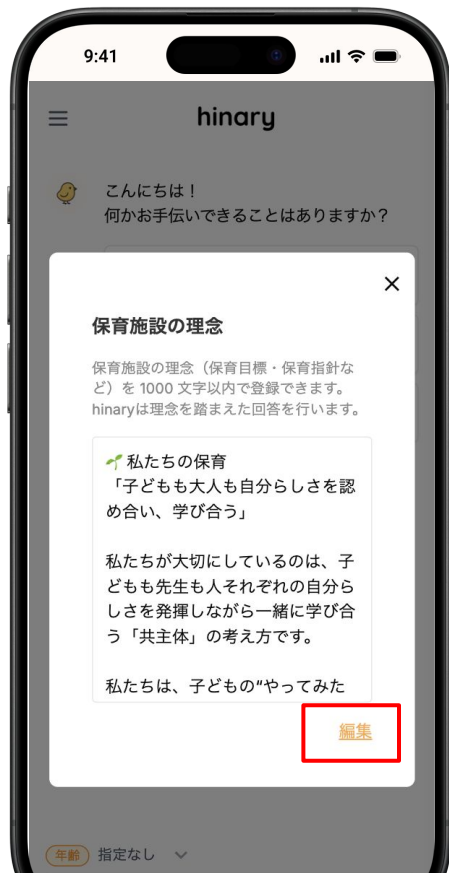 9:41
hinary
こんにちは！
何かお手伝いできることはありますか？
保育施設の理念
保育施設の理念（保育目標・保育指針な
ど）を 1000 文字以内で登録できます。
hinaryは理念を踏まえた回答を行います。
🌱 私たちの保育
「子どもも大人も自分らしさを認
め合い、学び合う」
私たちが大切にしているのは、子
どもも先生も人それぞれの自分ら
しさを発揮しながら一緒に学び合
う「共主体」の考え方です。
私たちは、子どもの“やってみた
編集
年齢 指定なし